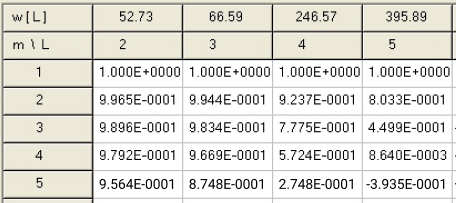 w[L] 52.73 66.59 246.57 395.89
m \ L 2 3 4 5
1 1.000E+0000 1.000E+0000 1.000E+0000 1.000E+0000
2 9.965E-0001 9.944E-0001 9.237E-0001 8.033E-0001
3 9.896E-0001 9.834E-0001 7.775E-0001 4.499E-0001
4 9.792E-0001 9.669E-0001 5.724E-0001 8.640E-0003
5 9.564E-0001 8.748E-0001 2.748E-0001 -3.935E-0001